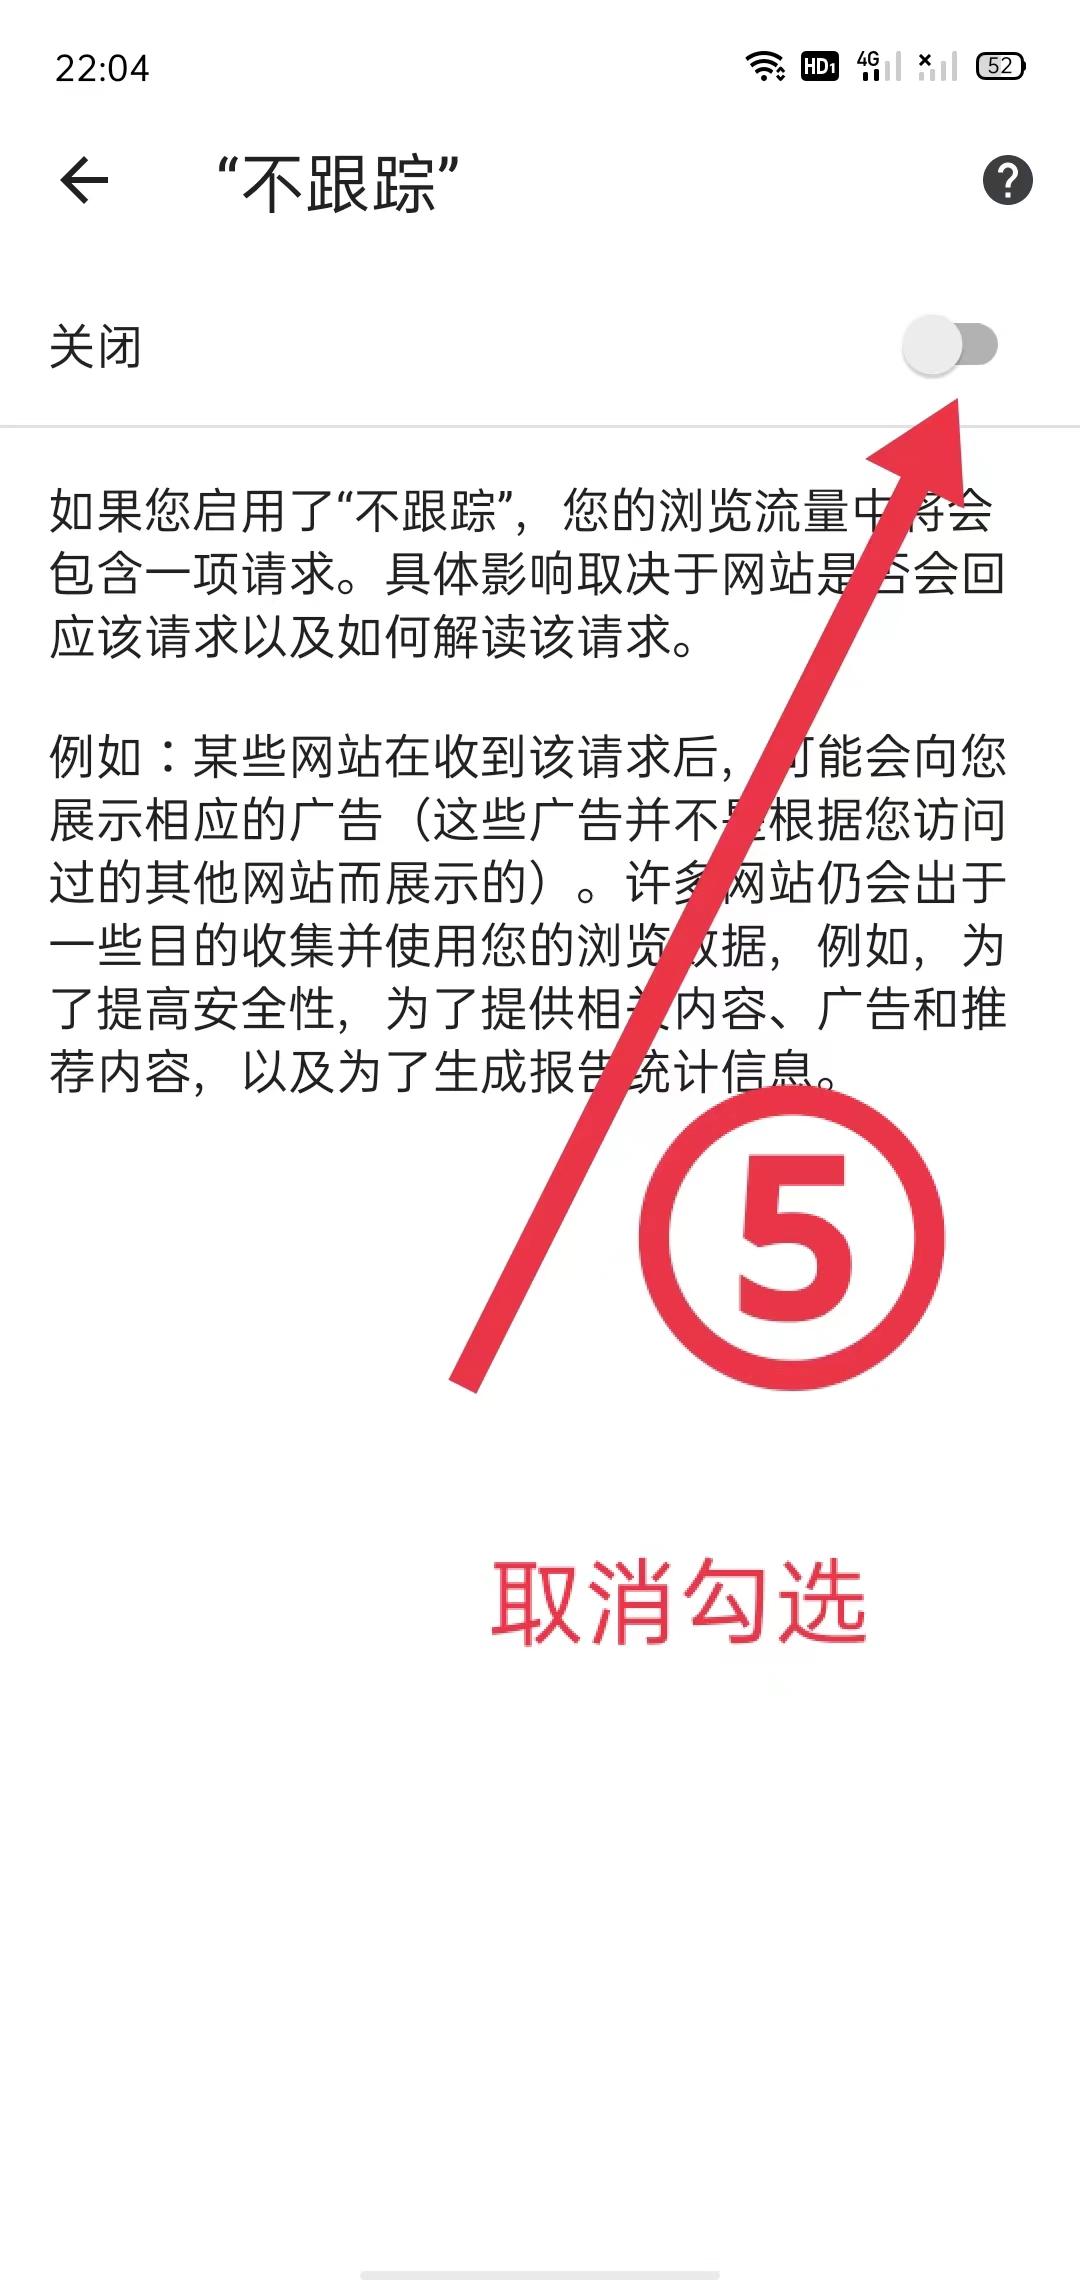 22:04 HD1 4G 52
“不跟踪”
关闭
如果您启用了“不跟踪”，您的浏览流量中将会
包含一项请求。具体影响取决于网站是否会回
应该请求以及如何解读该请求。
例如：某些网站在收到该请求后，可能会向您
展示相应的广告（这些广告并不是根据您访问
过的其他网站而展示的）。许多网站仍会出于
一些目的收集并使用您的浏览数据，例如，为
了提高安全性，为了提供相关内容、广告和推
荐内容，以及为了生成报告统计信息。
5
取消勾选